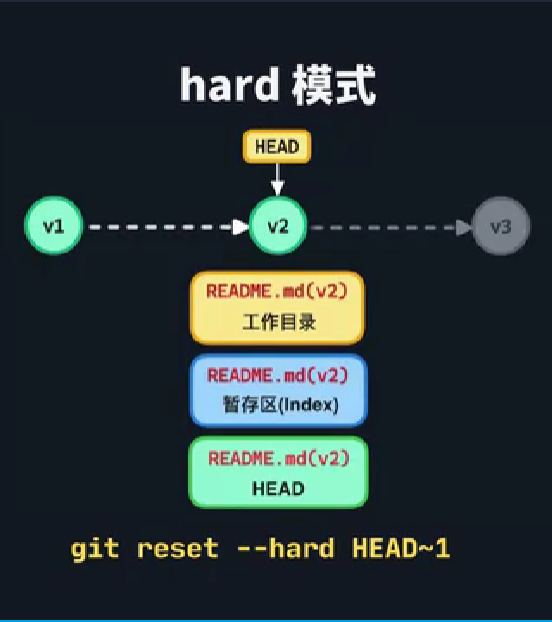 hard 模式
HEAD
v1
v2
v3
README.md(v2)
工作目录
README.md(v2)
暂存区(Index)
README.md(v2)
HEAD
git reset --hard HEAD~1